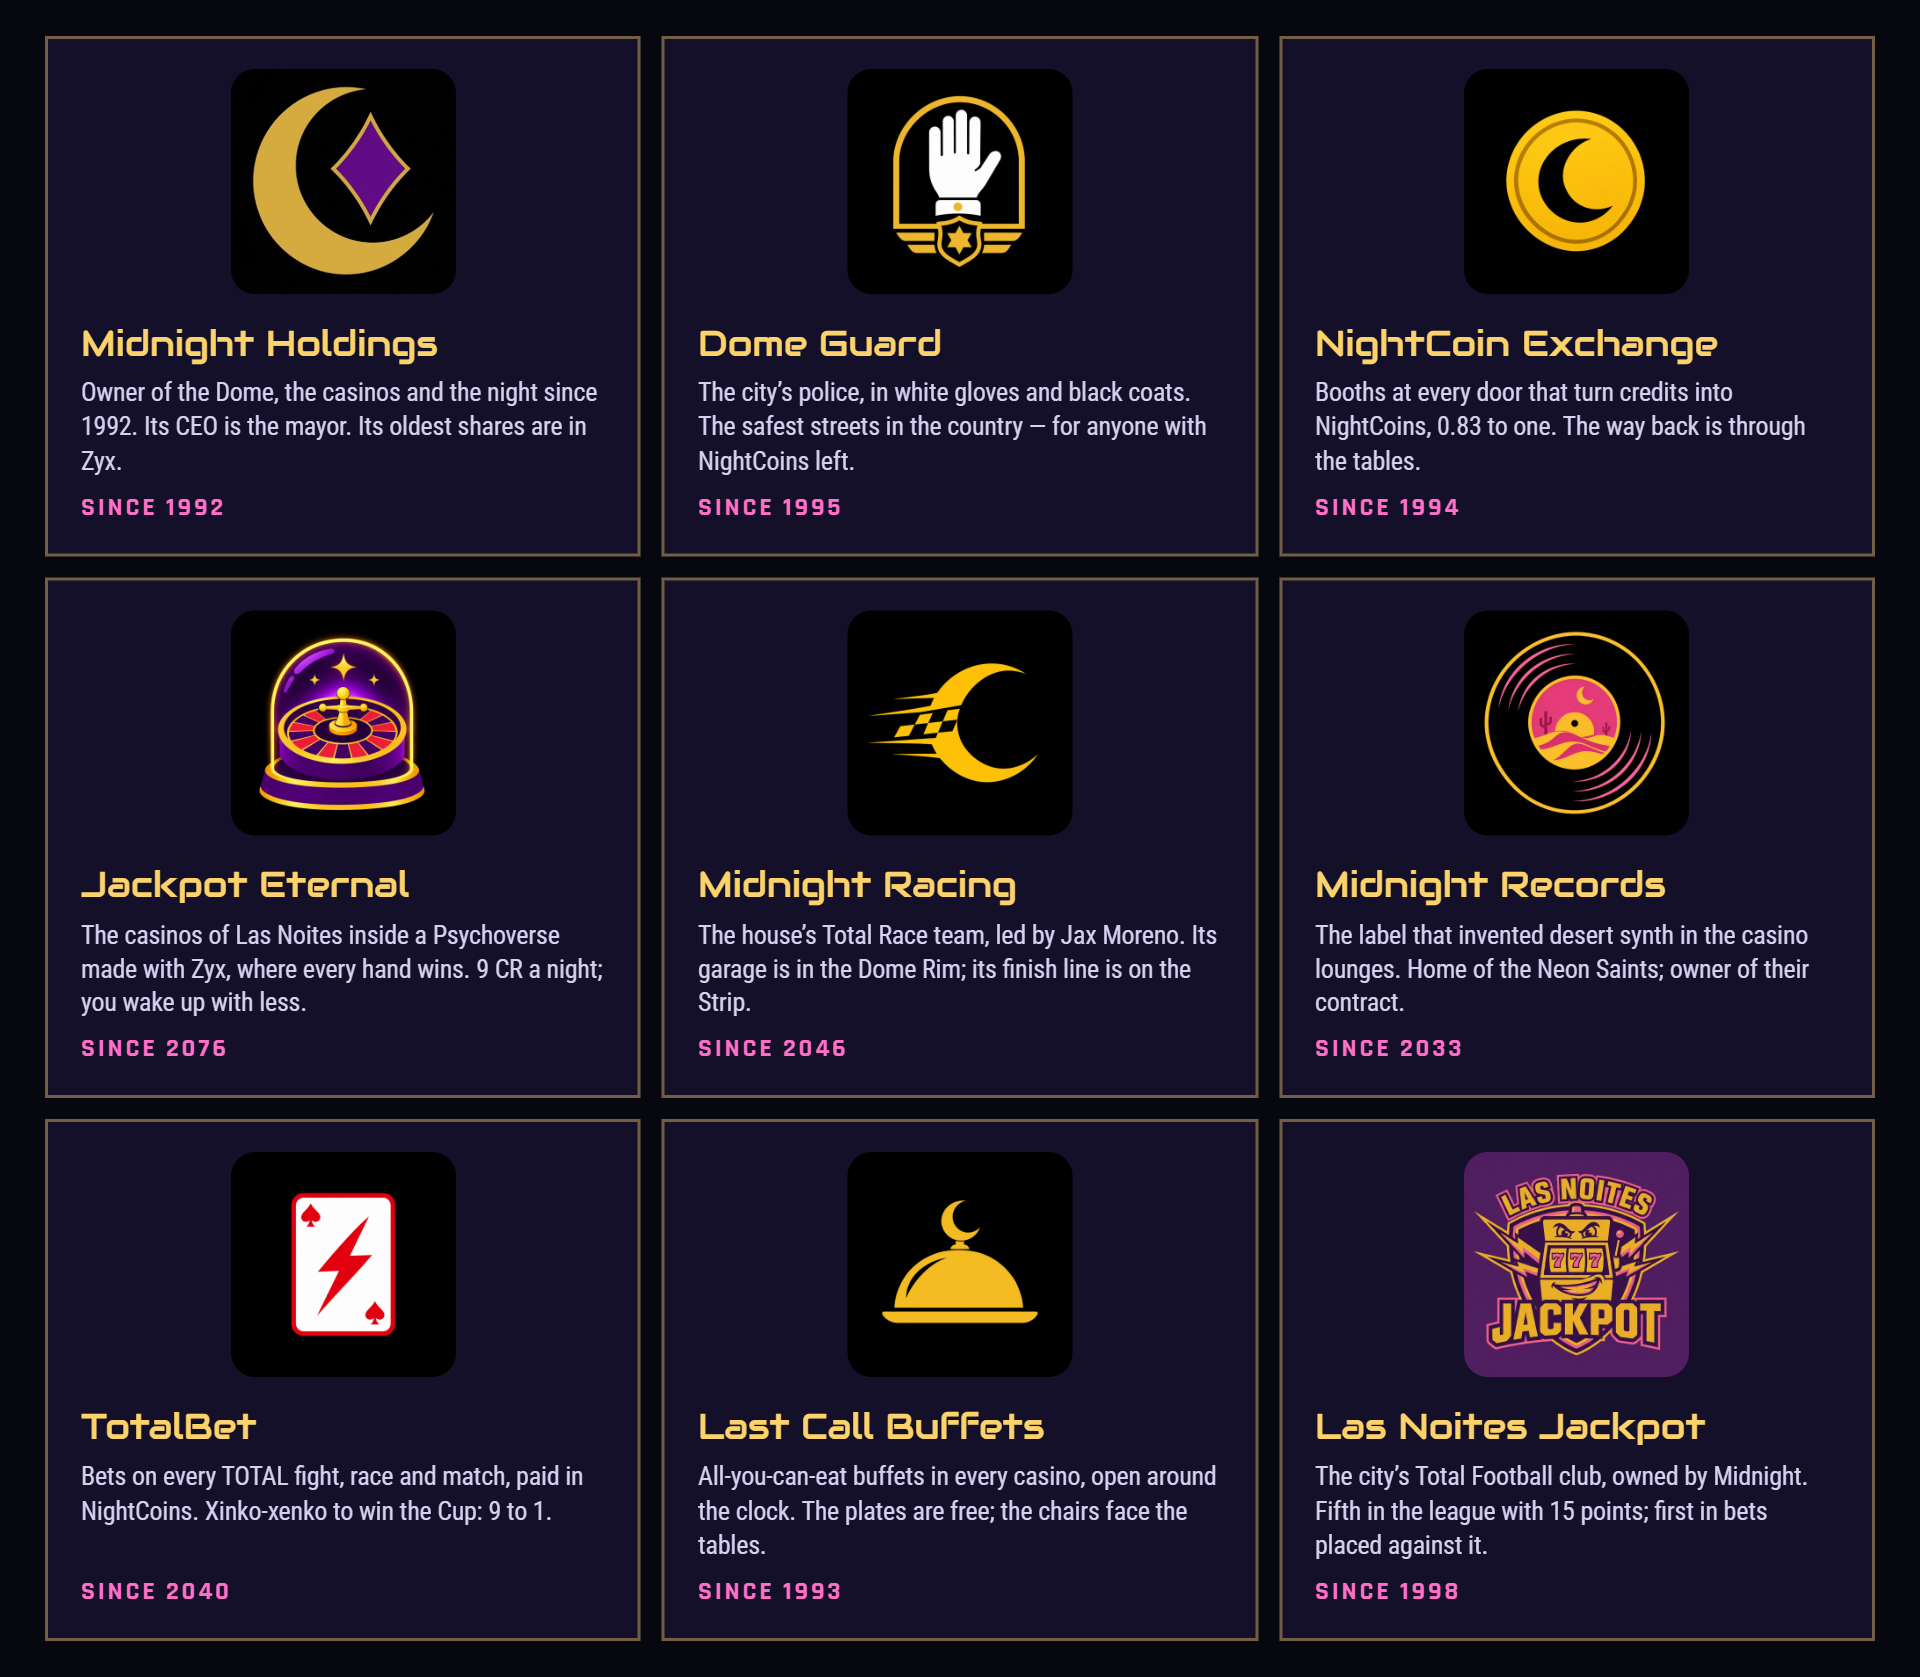 Midnight Holdings
Owner of the Dome, the casinos and the night since
1992. Its CEO is the mayor. Its oldest shares are in
Zyx.
SINCE 1992
Dome Guard
The city’s police, in white gloves and black coats.
The safest streets in the country — for anyone with
NightCoins left.
SINCE 1995
NightCoin Exchange
Booths at every door that turn credits into
NightCoins, 0.83 to one. The way back is through
the tables.
SINCE 1994
Jackpot Eternal
The casinos of Las Noites inside a Psychoverse
made with Zyx, where every hand wins. 9 CR a night;
you wake up with less.
SINCE 2076
Midnight Racing
The house’s Total Race team, led by Jax Moreno. Its
garage is in the Dome Rim; its finish line is on the
Strip.
SINCE 2046
Midnight Records
The label that invented desert synth in the casino
lounges. Home of the Neon Saints; owner of their
contract.
SINCE 2033
TotalBet
Bets on every TOTAL fight, race and match, paid in
NightCoins. Xinko-xenko to win the Cup: 9 to 1.
SINCE 2040
Last Call Buffets
All-you-can-eat buffets in every casino, open around
the clock. The plates are free; the chairs face the
tables.
SINCE 1993
LAS NOITES
777
JACKPOT
Las Noites Jackpot
The city’s Total Football club, owned by Midnight.
Fifth in the league with 15 points; first in bets
placed against it.
SINCE 1998